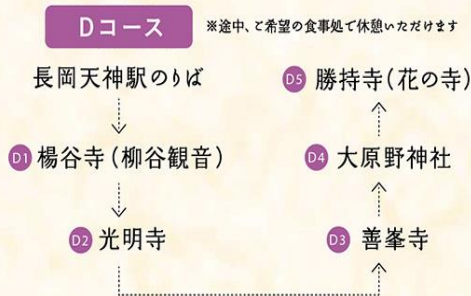 Dコース
※途中、ご希望の食事処で休憩いただけます
長岡天神駅のりば
D1 楊谷寺(柳谷観音)
D2 光明寺
D3 善峯寺
D4 大原野神社
D5 勝持寺(花の寺)